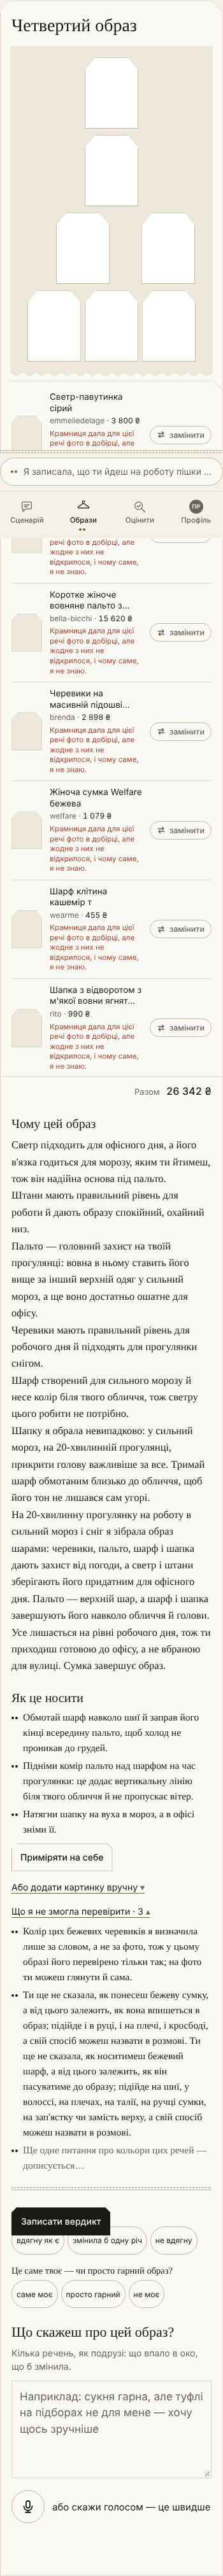 Четвертий образ
Светр-павутинка
сірий
emmeliedelage · 3 800 ₴
Крамниця дала для цієї
речі фото в добірці, але
замінити
Я записала, що ти йдеш на роботу пішки ...
Сценарій
Образи
Оцінити
ПР
Профіль
речі фото в добірці, але
жодне з них не
відкрилося, і чому саме,
я не знаю.
Коротке жіноче
вовняне пальто з...
bella-bicchi · 15 620 ₴
Крамниця дала для цієї
речі фото в добірці, але
жодне з них не
відкрилося, і чому саме,
я не знаю.
замінити
Черевики на
масивній підошві...
brenda · 2 898 ₴
Крамниця дала для цієї
речі фото в добірці, але
жодне з них не
відкрилося, і чому саме,
я не знаю.
замінити
Жіноча сумка Welfare
бежева
welfare · 1 079 ₴
Крамниця дала для цієї
речі фото в добірці, але
жодне з них не
відкрилося, і чому саме,
я не знаю.
замінити
Шарф клітина
кашемір т
wearme · 455 ₴
Крамниця дала для цієї
речі фото в добірці, але
жодне з них не
відкрилося, і чому саме,
я не знаю.
замінити
Шапка з відворотом з
м'якої вовни ягнят...
rito · 990 ₴
Крамниця дала для цієї
речі фото в добірці, але
жодне з них не
відкрилося, і чому саме,
я не знаю.
замінити
Разом 26 342 ₴
Чому цей образ
Светр підходить для офісного дня, а його
в'язка годиться для морозу, яким ти йтимеш,
тож він надійна основа під пальто.
Штани мають правильний рівень для
роботи й дають образу спокійний, охайний
низ.
Пальто — головний захист на твоїй
прогулянці: вовна в ньому ставить його
вище за інший верхній одяг у сильний
мороз, а ще воно достатньо ошатне для
офісу.
Черевики мають правильний рівень для
робочого дня й підходять для прогулянки
снігом.
Шарф створений для сильного морозу й
несе колір біля твого обличчя, тож светру
цього робити не потрібно.
Шапку я обрала невипадково: у сильний
мороз, на 20-хвилинній прогулянці,
прикрити голову важливіше за все. Тримай
шарф обмотаним близько до обличчя, щоб
його тон не лишався сам угорі.
На 20-хвилинну прогулянку на роботу в
сильний мороз і сніг я зібрала образ
шарами: черевики, пальто, шарф і шапка
дають захист від погоди, а светр і штани
зберігають його придатним для офісного
дня. Пальто — верхній шар, а шарф і шапка
завершують його навколо обличчя й голови.
Усе лишається на рівні робочого дня, тож ти
приходиш готовою до офісу, а не вбраною
для вулиці. Сумка завершує образ.
Як це носити
Обмотай шарф навколо шиї й заправ його
кінці всередину пальто, щоб холод не
проникав до грудей.
Підніми комір пальто над шарфом на час
прогулянки: це додає вертикальну лінію
біля твого обличчя й не пропускає вітер.
Натягни шапку на вуха на мороз, а в офісі
зніми її.
Приміряти на себе
Або додати картинку вручну ▾
Що я не змогла перевірити · 3 ▴
Колір цих бежевих черевиків я визначила
лише за словом, а не за фото, тож у цьому
образі його перевірено тільки так; на фото
ти можеш глянути й сама.
Ти ще не сказала, як понесеш бежеву сумку,
а від цього залежить, як вона впишеться в
образ; підійде і в руці, і на плечі, і кросбоді,
а свій спосіб можеш назвати в розмові. Ти
ще не сказала, як носитимеш бежевий
шарф, а від цього залежить, як він
пасуватиме до образу; підійде на шиї, у
волоссі, на плечах, на талії, на ручці сумки,
на зап'ястку чи замість верху, а свій спосіб
можеш назвати в розмові.
Ще одне питання про кольори цих речей —
дописується…
Записати вердикт
вдягну як є
змінила б одну річ
не вдягну
Це саме твоє — чи просто гарний образ?
саме моє
просто гарний
не моє
Що скажеш про цей образ?
Кілька речень, як подрузі: що впало в око,
що б змінила.
Наприклад: сукня гарна, але туфлі
на підборах не для мене — хочу
щось зручніше
або скажи голосом — це швидше